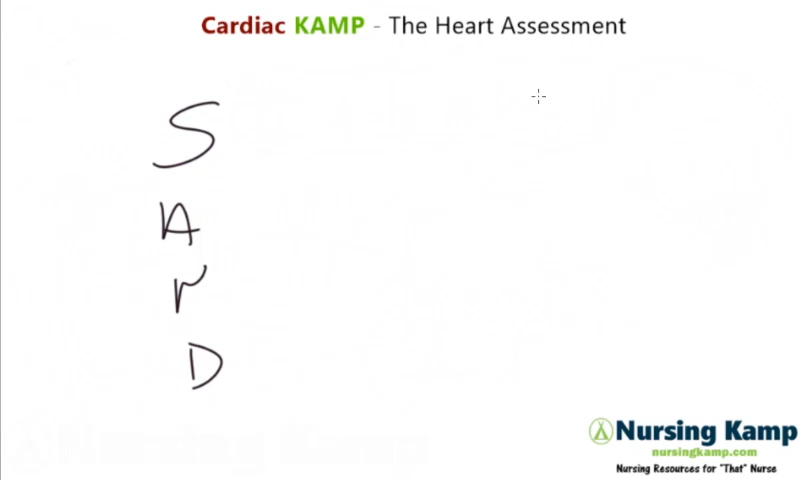 Cardiac KAMP - The Heart Assessment
S
A
r
D
Nursing Kamp
nursingkamp.com
Nursing Resources for "That" Nurse